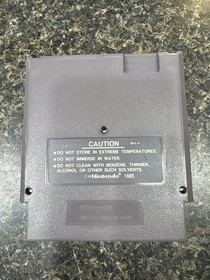 CAUTION
•DO NOT STORE IN EXTREME TEMPERATURES.
•DO NOT IMMERSE IN WATER.
•DO NOT CLEAN WITH BENZENE, THINNER,
ALCOHOL OR OTHER SUCH SOLVENTS.
©Nintendo® 1985